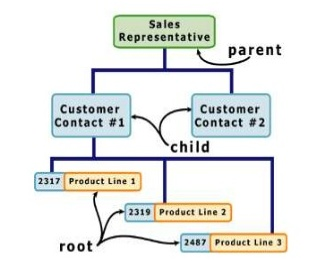 Sales
Representative
parent
Customer
Contact #1
Customer
Contact #2
child
2317 Product Line 1
2319 Product Line 2
root
2487 Product Line 3